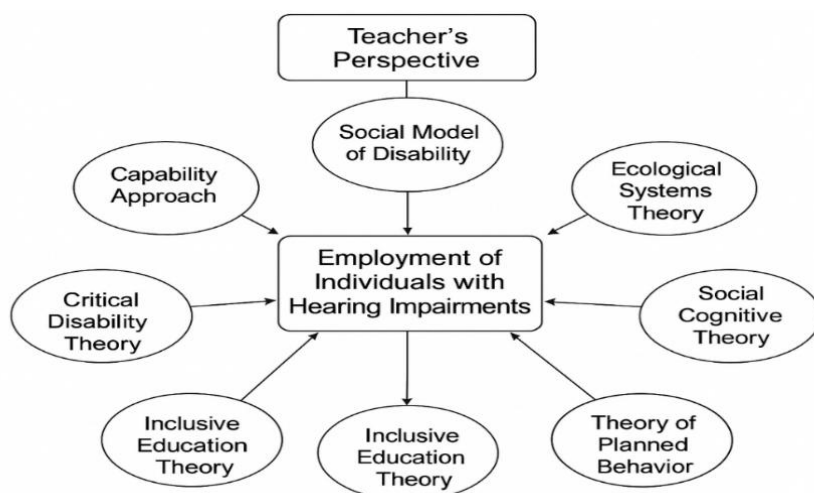 Teacher's
Perspective
Social Model
of Disability
Capability
Approach
Ecological
Systems
Theory
Employment of
Individuals with
Hearing Impairments
Critical
Disability
Theory
Social
Cognitive
Theory
Inclusive
Education
Theory
Inclusive
Education
Theory
Theory of
Planned
Behavior